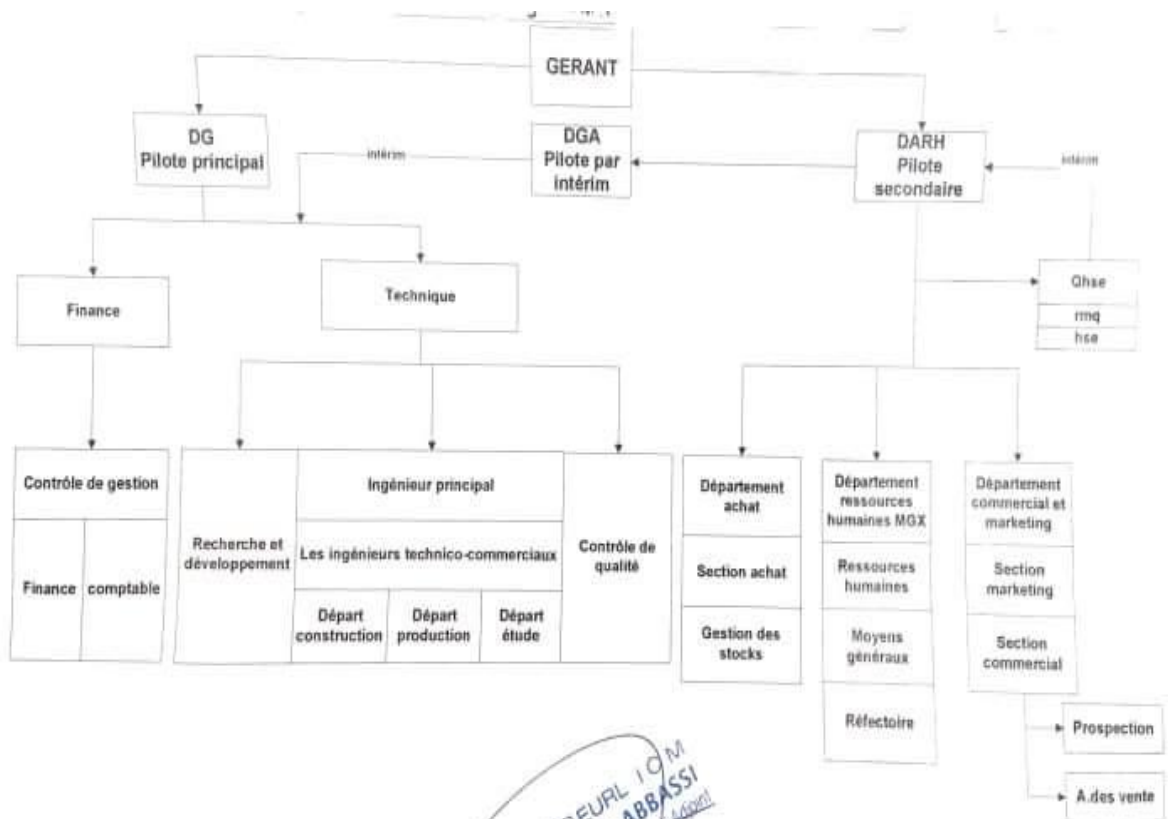 GERANT
DG
Pilote principal
intérim
DGA
Pilote par
intérim
DARH
Pilote
secondaire
intérim
Finance
Technique
Qhse
rmq
hse
Contrôle de gestion
Finance
comptable
Recherche et
développement
Ingénieur principal
Les ingénieurs technico-commerciaux
Départ
construction
Départ
production
Départ
étude
Contrôle de
qualité
Département
achat
Section achat
Gestion des
stocks
Département
ressources
humaines MGX
Ressources
humaines
Moyens
généraux
Réfectoire
Département
commercial et
marketing
Section
marketing
Section
commercial
Prospection
A.des vente
EURL IOM
ABBASSI